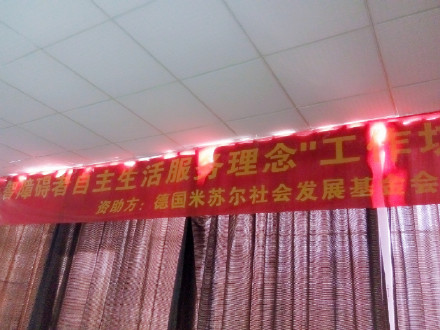 障碍者自主生活服务理念"工作坊
资助方：德国米苏尔社会发展基金会